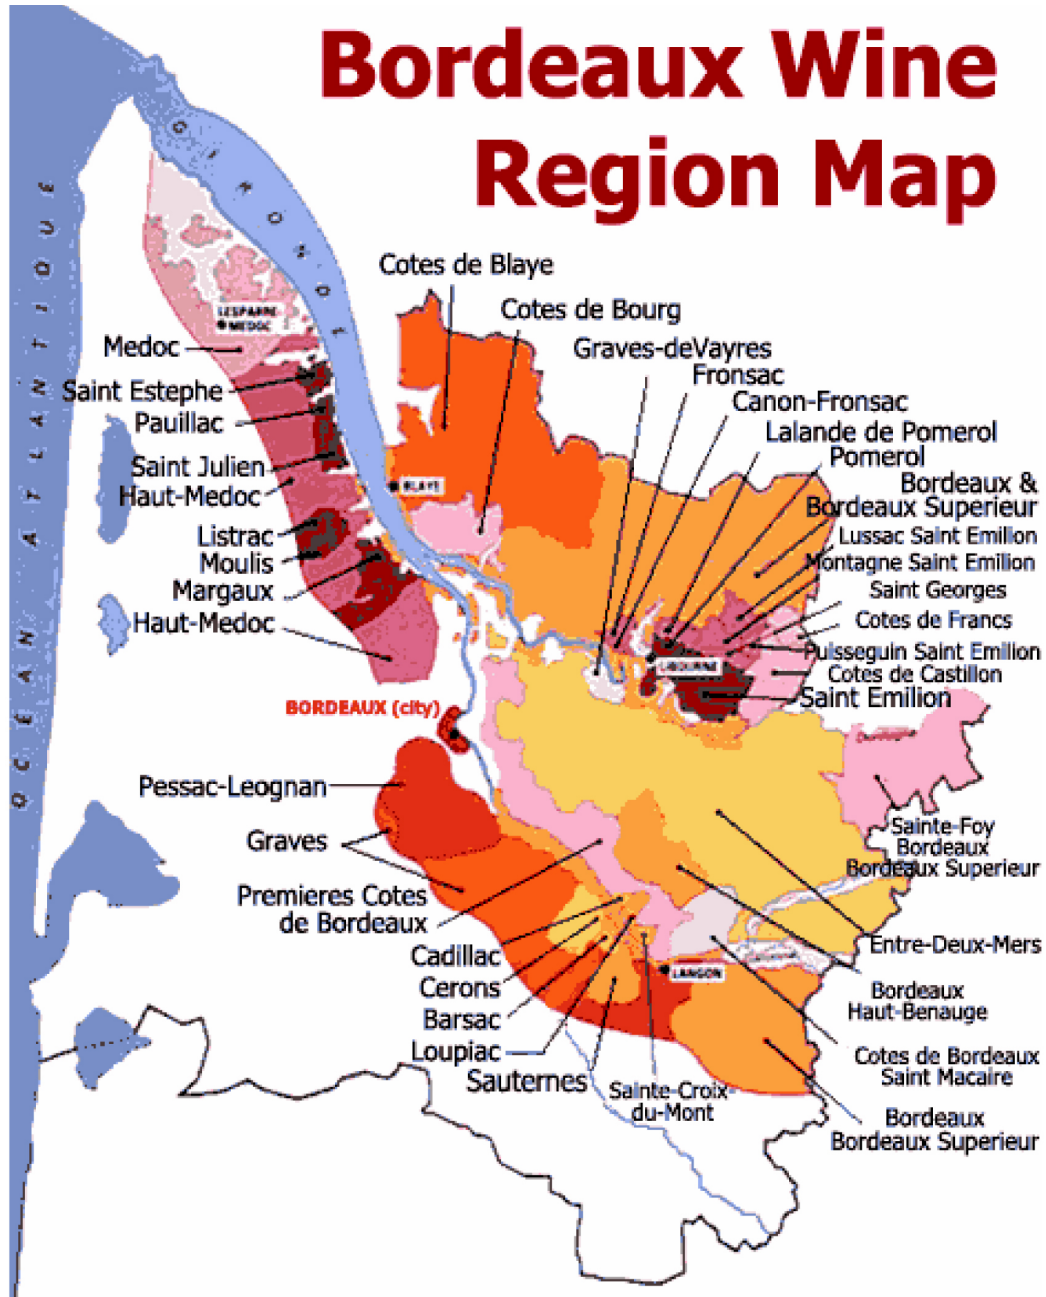 Bordeaux Wine
Region Map
GIRONDE
OCÉAN ATLANTIQUE
Cotes de Blaye
Cotes de Bourg
LESPARRE
MEDOC
Graves-deVayres
Medoc
Fronsac
Saint Estephe
Canon-Fronsac
Pauillac
Lalande de Pomerol
Pomerol
Saint Julien
Bordeaux &
Bordeaux Superieur
BLAYE
Haut-Medoc
Listrac
Lussac Saint Emilion
Moulis
Montagne Saint Emilion
Margaux
Saint Georges
Haut-Medoc
Cotes de Francs
Puisseguin Saint Emilion
LIBOURNE
Cotes de Castillon
Saint Emilion
BORDEAUX (city)
Pessac-Leognan
Sainte-Foy
Bordeaux
Bordeaux Superieur
Graves
Premieres Cotes
de Bordeaux
Entre-Deux-Mers
Cadillac
LANGON
Cerons
Bordeaux
Haut-Benauge
Barsac
Loupiac
Cotes de Bordeaux
Saint Macaire
Sauternes
Sainte-Croix-
du-Mont
Bordeaux
Bordeaux Superieur